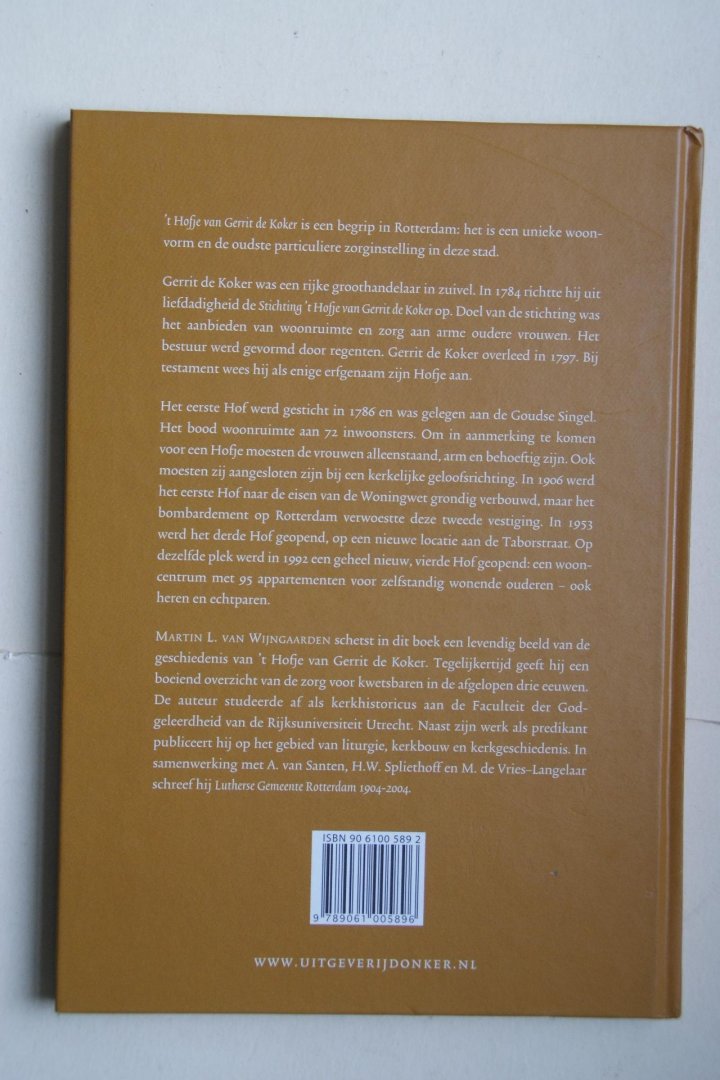 't Hofje van Gerrit de Koker is een begrip in Rotterdam: het is een unieke woon-
vorm en de oudste particuliere zorginstelling in deze stad.
Gerrit de Koker was een rijke groothandelaar in zuivel. In 1784 richtte hij uit
liefdadigheid de Stichting 't Hofje van Gerrit de Koker op. Doel van de stichting was
het aanbieden van woonruimte en zorg aan arme oudere vrouwen. Het
bestuur werd gevormd door regenten. Gerrit de Koker overleed in 1797. Bij
testament wees hij als enige erfgenaam zijn Hofje aan.
Het eerste Hof werd gesticht in 1786 en was gelegen aan de Goudse Singel.
Het bood woonruimte aan 72 inwoonsters. Om in aanmerking te komen
voor een Hofje moesten de vrouwen alleenstaand, arm en behoeftig zijn. Ook
moesten zij aangesloten zijn bij een kerkelijke geloofsrichting. In 1906 werd
het eerste Hof naar de eisen van de Woningwet grondig verbouwd, maar het
bombardement op Rotterdam verwoestte deze tweede vestiging. In 1953
werd het derde Hof geopend, op een nieuwe locatie aan de Taborstraat. Op
dezelfde plek werd in 1992 een geheel nieuw, vierde Hof geopend: een woon-
centrum met 95 appartementen voor zelfstandig wonende ouderen – ook
heren en echtparen.
Martin L. van Wijngaarden schetst in dit boek een levendig beeld van de
geschiedenis van 't Hofje van Gerrit de Koker. Tegelijkertijd geeft hij een
boeiend overzicht van de zorg voor kwetsbaren in de afgelopen drie eeuwen.
De auteur studeerde af als kerkhistoricus aan de Faculteit der God-
geleerdheid van de Rijksuniversiteit Utrecht. Naast zijn werk als predikant
publiceert hij op het gebied van liturgie, kerkbouw en kerkgeschiedenis. In
samenwerking met A. van Santen, H.W. Spliethoff en M. de Vries–Langelaar
schreef hij Lutherse Gemeente Rotterdam 1904-2004.
ISBN 90 6100 589 2
9 789061 005896
WWW.UITGEVERIJDONKER.NL